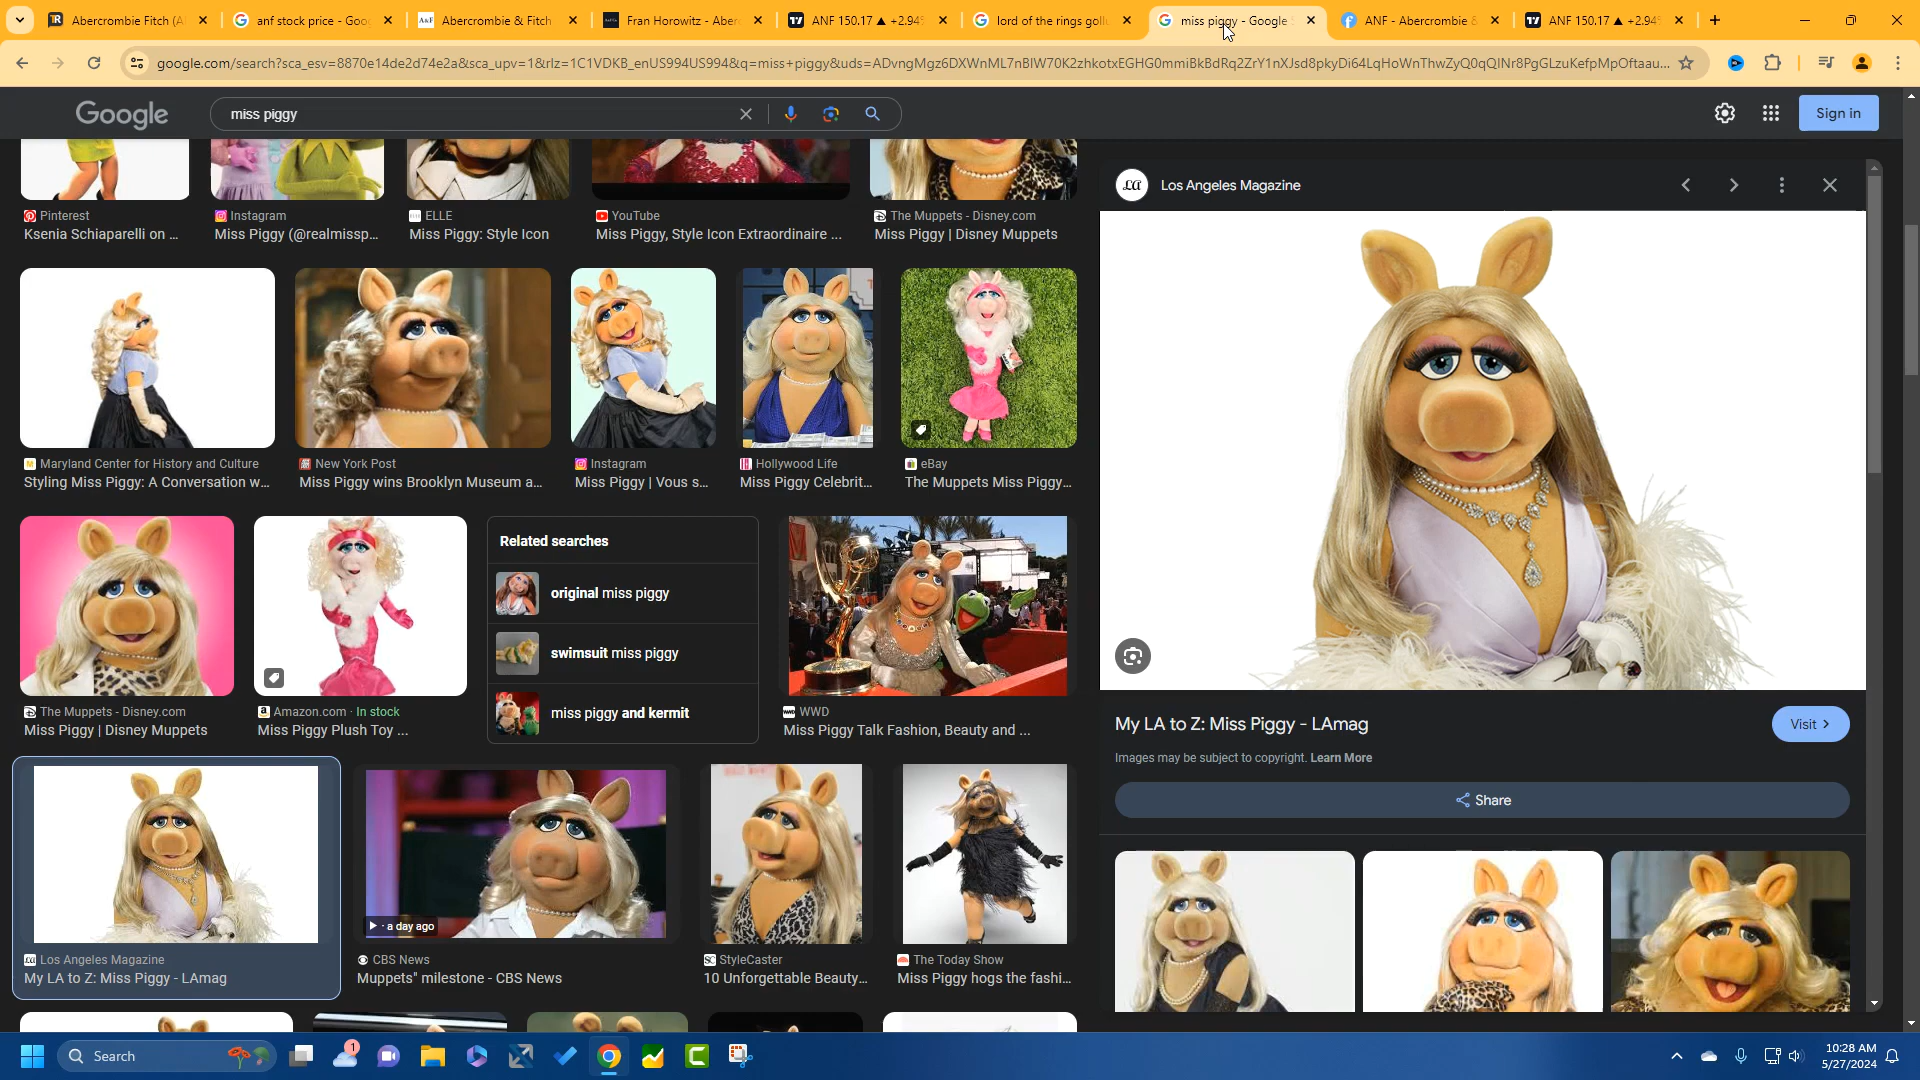 Abercrombie Fitch (A
anf stock price - Goo
Abercrombie & Fitch
Fran Horowitz - Aber
ANF 150.17 ▲ +2.94
lord of the rings goll
miss piggy - Google
ANF - Abercrombie &
ANF 150.17 ▲ +2.94
google.com/search?sca_esv=8870e14de2d74e2a&sca_upv=1&rlz=1C1VDKB_enUS994US994&q=miss+piggy&uds=ADvngMgz6DXWnML7nBIW70K2zhkotxEGHG0mmiBkBdRq2ZrY1nXJsd8pkyDi64LqHoWnThwZyQ0qQINr8PgGLzuKefpMpOftaau...
Google
miss piggy
Sign in
Pinterest
Ksenia Schiaparelli on ...
Instagram
Miss Piggy (@realmissp...
ELLE
Miss Piggy: Style Icon
YouTube
Miss Piggy, Style Icon Extraordinaire ...
The Muppets - Disney.com
Miss Piggy | Disney Muppets
Maryland Center for History and Culture
Styling Miss Piggy: A Conversation w...
New York Post
Miss Piggy wins Brooklyn Museum a...
Instagram
Miss Piggy | Vous s...
Hollywood Life
Miss Piggy Celebrit...
eBay
The Muppets Miss Piggy...
The Muppets - Disney.com
Miss Piggy | Disney Muppets
Amazon.com · In stock
Miss Piggy Plush Toy ...
Related searches
original miss piggy
swimsuit miss piggy
miss piggy and kermit
WWD
Miss Piggy Talk Fashion, Beauty and ...
Los Angeles Magazine
My LA to Z: Miss Piggy - LAmag
· a day ago
CBS News
Muppets" milestone - CBS News
StyleCaster
10 Unforgettable Beauty...
The Today Show
Miss Piggy hogs the fashi...
LA
Los Angeles Magazine
My LA to Z: Miss Piggy - LAmag
Visit
Images may be subject to copyright. Learn More
Share
Search
1
10:28 AM
5/27/2024